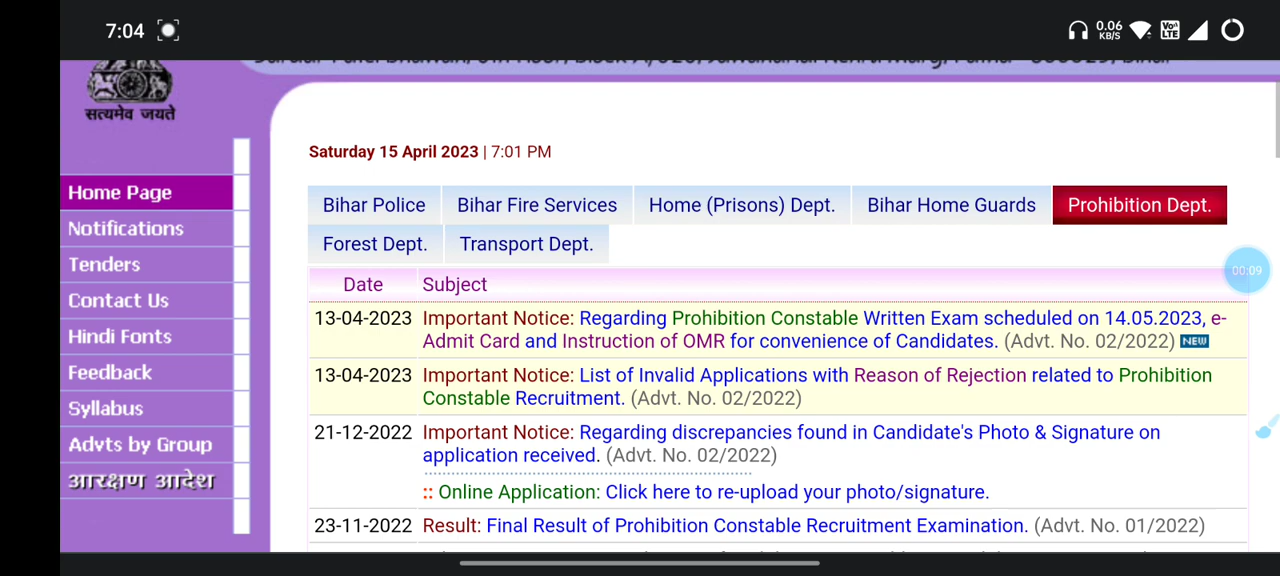 7:04
0.06
KB/S
Vo
LTE
सत्यमेव जयते
Saturday 15 April 2023 | 7:01 PM
Home Page
Notifications
Tenders
Contact Us
Hindi Fonts
Feedback
Syllabus
Advts by Group
आरक्षण आदेश
Bihar Police
Bihar Fire Services
Home (Prisons) Dept.
Bihar Home Guards
Prohibition Dept.
Forest Dept.
Transport Dept.
00:09
Date Subject
13-04-2023 Important Notice: Regarding Prohibition Constable Written Exam scheduled on 14.05.2023, e-
Admit Card and Instruction of OMR for convenience of Candidates. (Advt. No. 02/2022) NEW
13-04-2023 Important Notice: List of Invalid Applications with Reason of Rejection related to Prohibition
Constable Recruitment. (Advt. No. 02/2022)
21-12-2022 Important Notice: Regarding discrepancies found in Candidate's Photo & Signature on
application received. (Advt. No. 02/2022)
:: Online Application: Click here to re-upload your photo/signature.
23-11-2022 Result: Final Result of Prohibition Constable Recruitment Examination. (Advt. No. 01/2022)